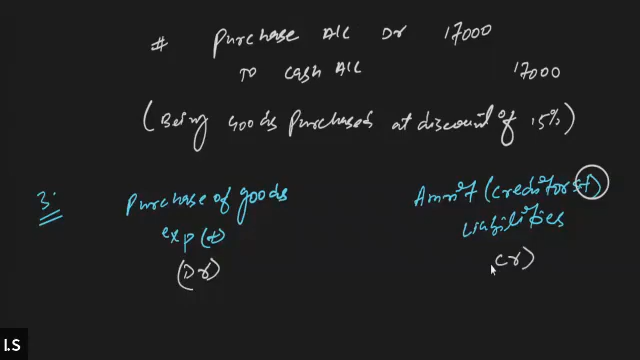 # Purchase A/C Dr 17000
To cash A/C 17000
(Being goods purchased at discount of 15%)
3. Purchase of goods Amrit (creditors +)
exp (+) Liabilities
(Dr) Cr)
I.S